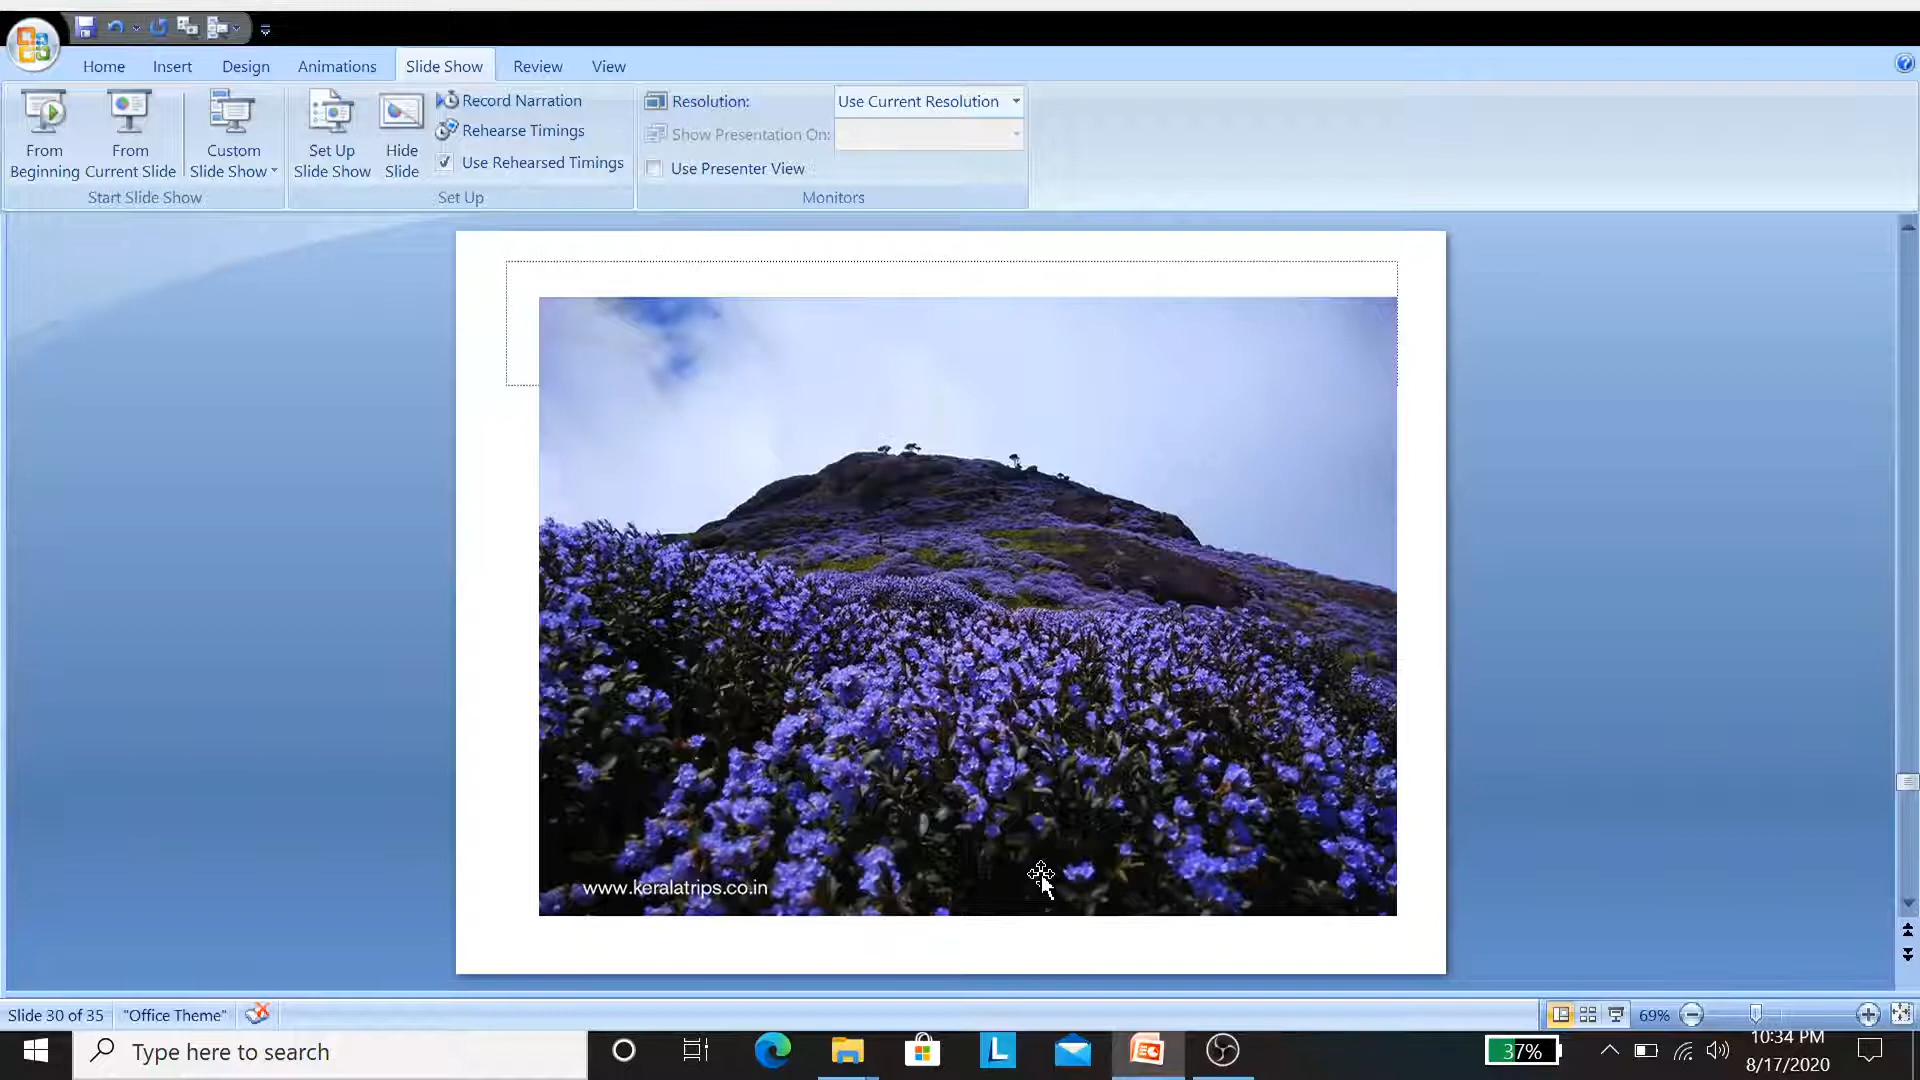 Home Insert Design Animations Slide Show Review View
From Beginning
From Current Slide
Custom Slide Show
Start Slide Show
Set Up Slide Show
Hide Slide
Record Narration
Rehearse Timings
Use Rehearsed Timings
Set Up
Resolution: Use Current Resolution
Show Presentation On:
Use Presenter View
Monitors
www.keralatrips.co.in
Slide 30 of 35 "Office Theme" 69%
Type here to search
L
37%
10:34 PM
8/17/2020